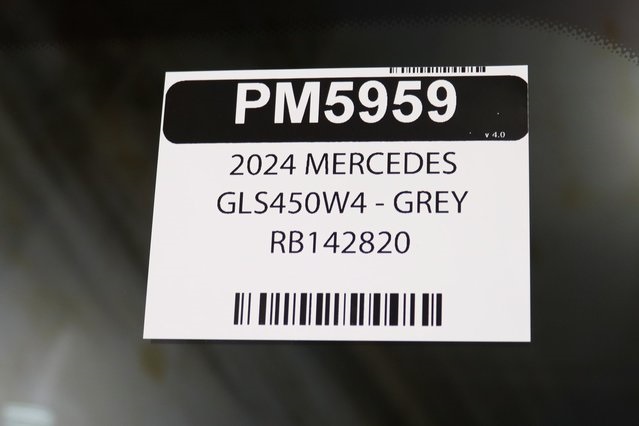 PM5959
v 4.0
2024 MERCEDES
GLS450W4 - GREY
RB142820